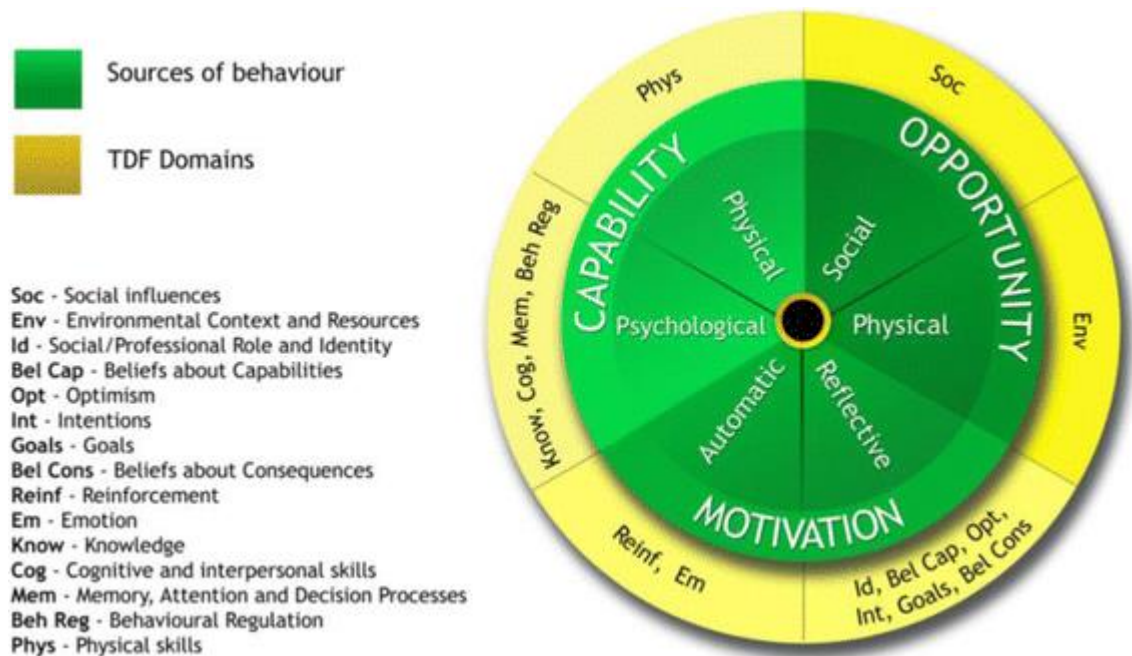 Sources of behaviour
TDF Domains
Soc - Social influences
Env - Environmental Context and Resources
Id - Social/Professional Role and Identity
Bel Cap - Beliefs about Capabilities
Opt - Optimism
Int - Intentions
Goals - Goals
Bel Cons - Beliefs about Consequences
Reinf - Reinforcement
Em - Emotion
Know - Knowledge
Cog - Cognitive and interpersonal skills
Mem - Memory, Attention and Decision Processes
Beh Reg - Behavioural Regulation
Phys - Physical skills
Phys
Soc
Env
Id, Bel Cap, Opt,
Int, Goals, Bel Cons
Reinf, Em
Know, Cog, Mem, Beh Reg
CAPABILITY
OPPORTUNITY
MOTIVATION
Physical
Social
Physical
Reflective
Automatic
Psychological